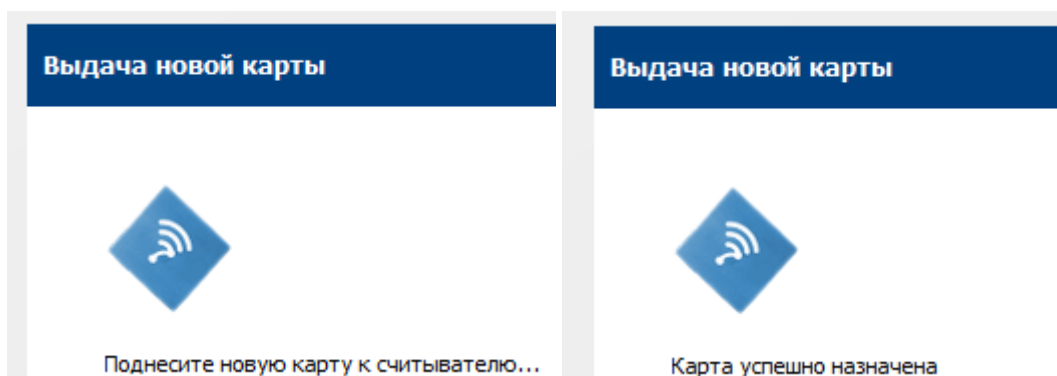 Выдача новой карты
Поднесите новую карту к считывателю...
Выдача новой карты
Карта успешно назначена